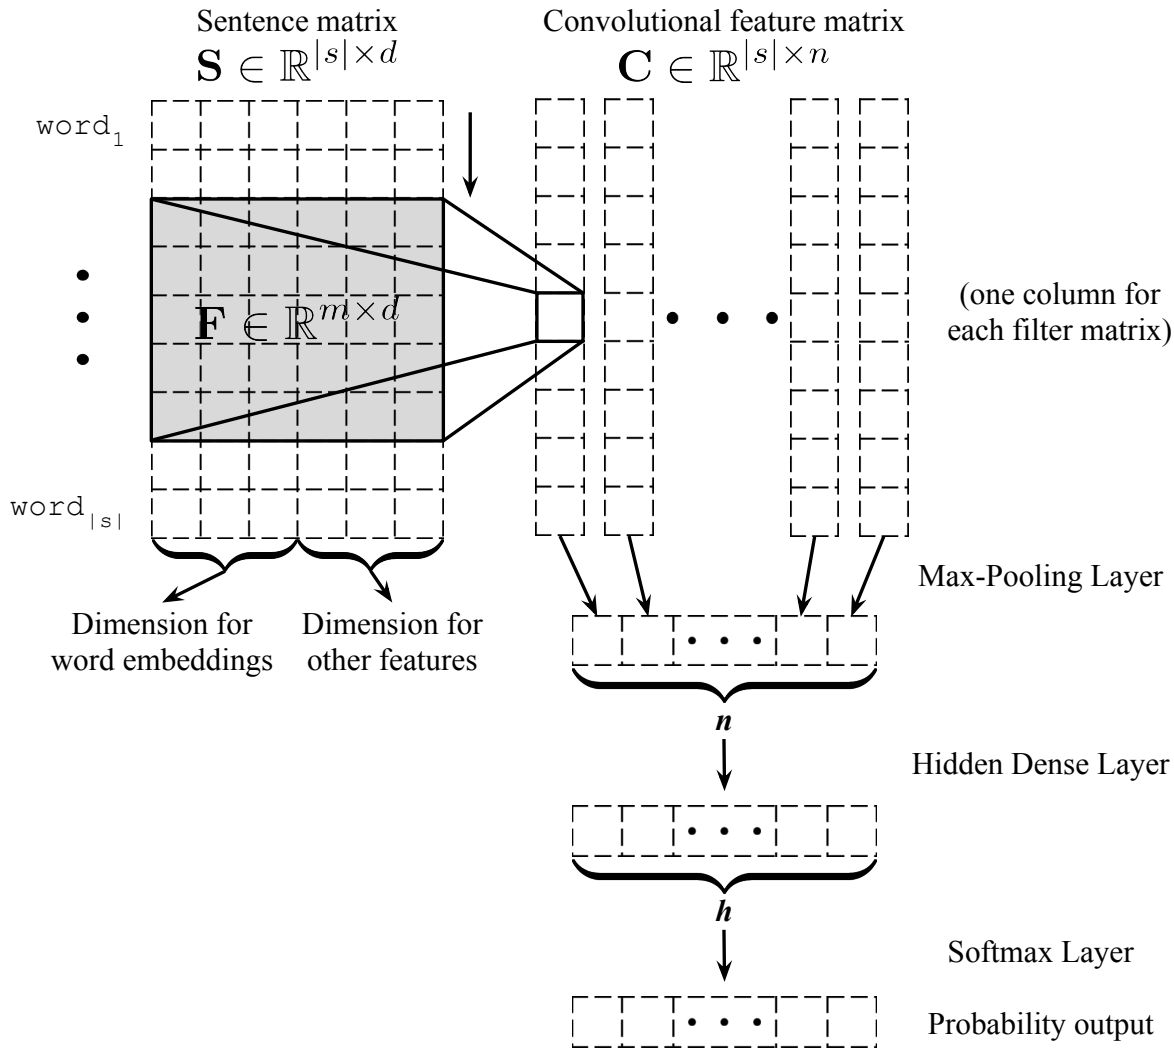 Sentence matrix
S ∈ ℝ^{|s|×d}
Convolutional feature matrix
C ∈ ℝ^{|s|×n}
word_1
F ∈ ℝ^{m×d}
(one column for
each filter matrix)
word_{|s|}
Dimension for
word embeddings
Dimension for
other features
Max-Pooling Layer
n
Hidden Dense Layer
h
Softmax Layer
Probability output